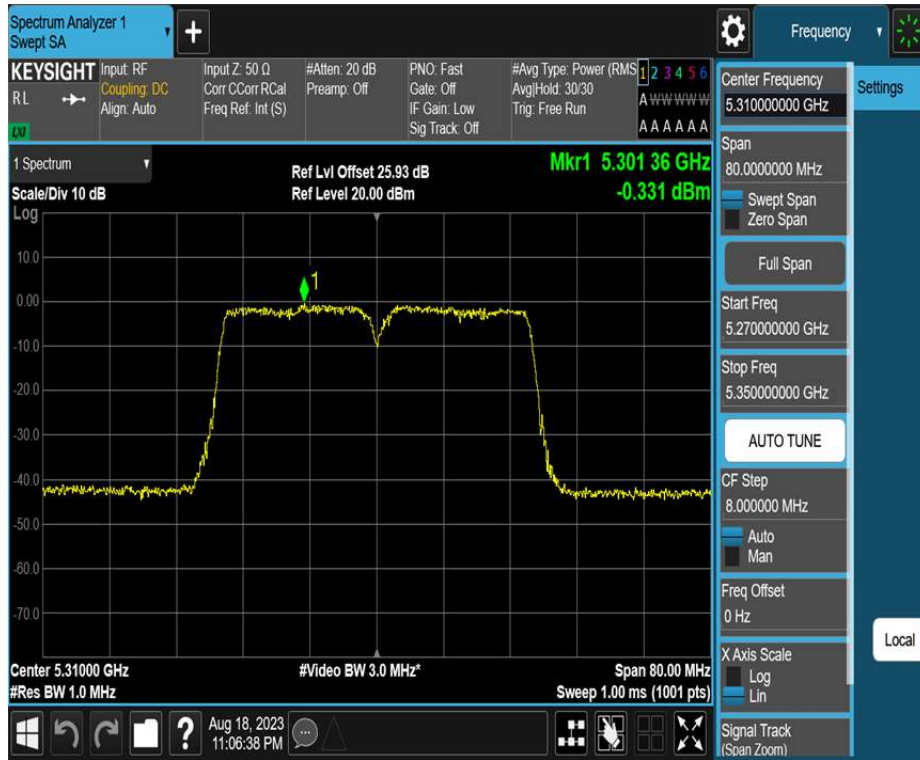 Spectrum Analyzer 1
Swept SA
Frequency
KEYSIGHT
RL
LXI
Input: RF
Coupling: DC
Align: Auto
Input Z: 50 Ω
Corr CCorr RCal
Freq Ref: Int (S)
#Atten: 20 dB
Preamp: Off
PNO: Fast
Gate: Off
IF Gain: Low
Sig Track: Off
#Avg Type: Power (RMS
Avg|Hold: 30/30
Trig: Free Run
1 2 3 4 5 6
A W W W W W
A A A A A A
1 Spectrum
Scale/Div 10 dB
Log
Ref Lvl Offset 25.93 dB
Ref Level 20.00 dBm
Mkr1 5.301 36 GHz
-0.331 dBm
10.0
0.00
-10.0
-20.0
-30.0
-40.0
-50.0
-60.0
-70.0
1
Center 5.31000 GHz
#Res BW 1.0 MHz
#Video BW 3.0 MHz*
Span 80.00 MHz
Sweep 1.00 ms (1001 pts)
?
Aug 18, 2023
11:06:38 PM
Center Frequency
5.310000000 GHz
Span
80.0000000 MHz
Swept Span
Zero Span
Full Span
Start Freq
5.270000000 GHz
Stop Freq
5.350000000 GHz
AUTO TUNE
CF Step
8.000000 MHz
Auto
Man
Freq Offset
0 Hz
X Axis Scale
Log
Lin
Signal Track
(Span Zoom)
Settings
Local